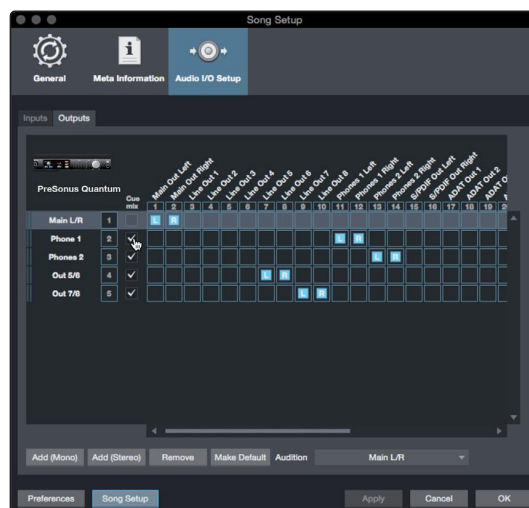 Song Setup
General
Meta Information
Audio I/O Setup
Inputs
Outputs
PreSonus Quantum
Cue mix
Main Out Left
Main Out Right
Line Out 1
Line Out 2
Line Out 3
Line Out 4
Line Out 5
Line Out 6
Line Out 7
Line Out 8
Phones 1 Left
Phones 1 Right
Phones 2 Left
Phones 2 Right
S/PDIF Out Left
S/PDIF Out Right
ADAT Out 1
ADAT Out 2
ADAT O
1 2 3 4 5 6 7 8 9 10 11 12 13 14 15 16 17 18 19 2
Main L/R 1 L R
Phone 1 2 L R
Phones 2 3 L R
Out 5/6 4 L R
Out 7/8 5 L R
Add (Mono) Add (Stereo) Remove Make Default Audition Main L/R
Preferences Song Setup Apply Cancel OK